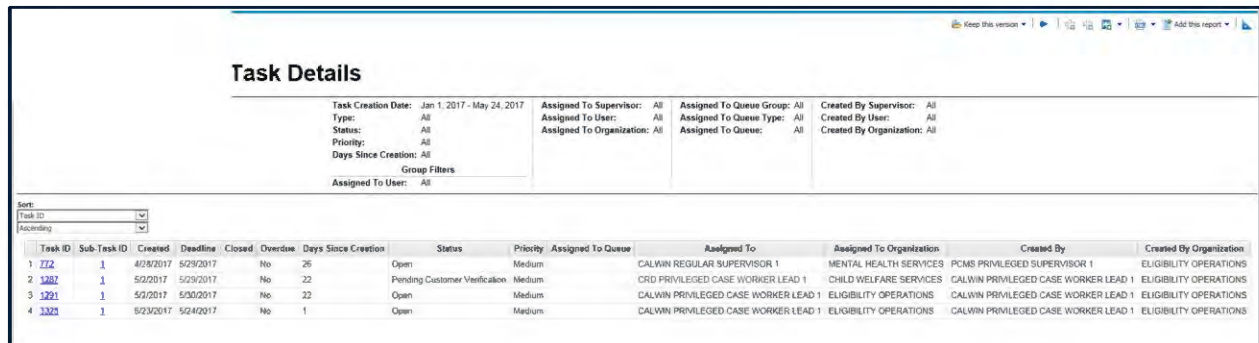 Keep this version Add this report
Task Details
Task Creation Date: Jan 1, 2017 - May 24, 2017 Assigned To Supervisor: All Assigned To Queue Group: All Created By Supervisor: All
Type: All Assigned To User: All Assigned To Queue Type: All Created By User: All
Status: All Assigned To Organization: All Assigned To Queue: All Created By Organization: All
Priority: All
Days Since Creation: All
Group Filters
Assigned To User: All
Sort:
Task ID
Ascending
Task ID Sub-Task ID Created Deadline Closed Overdue Days Since Creation Status Priority Assigned To Queue Assigned To Assigned To Organization Created By Created By Organization
1 772 1 4/28/2017 5/29/2017 No 26 Open Medium CALWIN REGULAR SUPERVISOR 1 MENTAL HEALTH SERVICES PCMS PRIVILEGED SUPERVISOR 1 ELIGIBILITY OPERATIONS
2 1287 1 5/2/2017 5/29/2017 No 22 Pending Customer Verification Medium CRD PRIVILEGED CASE WORKER LEAD 1 CHILD WELFARE SERVICES CALWIN PRIVILEGED CASE WORKER LEAD 1 ELIGIBILITY OPERATIONS
3 1291 1 5/2/2017 5/30/2017 No 22 Open Medium CALWIN PRIVILEGED CASE WORKER LEAD 1 ELIGIBILITY OPERATIONS CALWIN PRIVILEGED CASE WORKER LEAD 1 ELIGIBILITY OPERATIONS
4 1 5/23/2017 5/24/2017 No 1 Open Medium CALWIN PRIVILEGED CASE WORKER LEAD 1 ELIGIBILITY OPERATIONS CALWIN PRIVILEGED CASE WORKER LEAD 1 ELIGIBILITY OPERATIONS